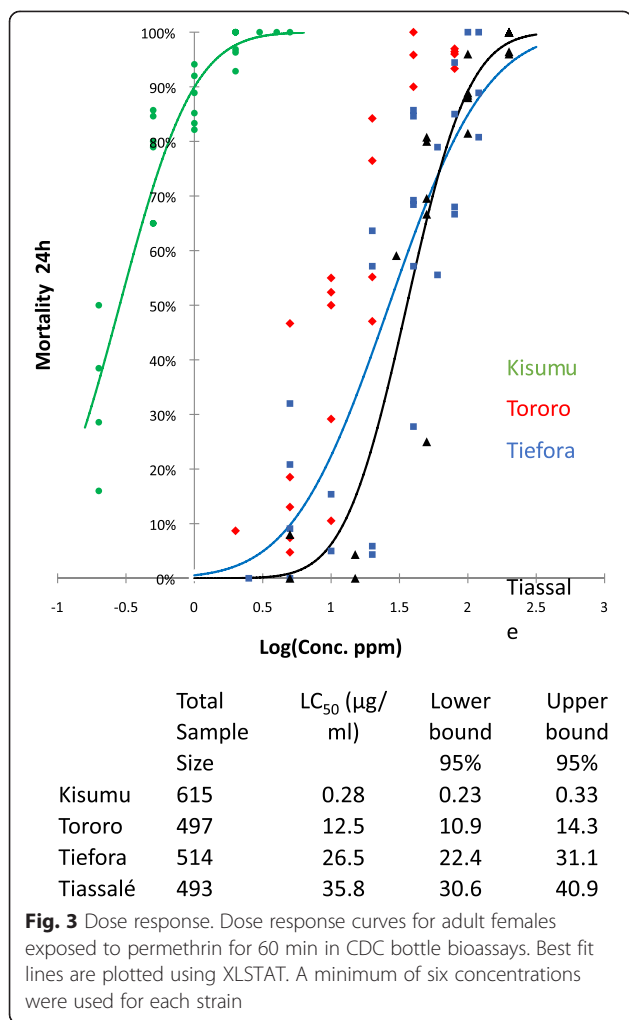 100%
90%
80%
70%
60%
50%
40%
30%
20%
10%
0%
Mortality 24h
Kisumu
Tororo
Tiefora
Tiassal
e
-1 -0.5 0 0.5 1 1.5 2 2.5 3
Log(Conc. ppm)
Total LC50 (µg/ Lower Upper
Sample ml) bound bound
Size 95% 95%
Kisumu 615 0.28 0.23 0.33
Tororo 497 12.5 10.9 14.3
Tiefora 514 26.5 22.4 31.1
Tiassalé 493 35.8 30.6 40.9
Fig. 3 Dose response. Dose response curves for adult females
exposed to permethrin for 60 min in CDC bottle bioassays. Best fit
lines are plotted using XLSTAT. A minimum of six concentrations
were used for each strain